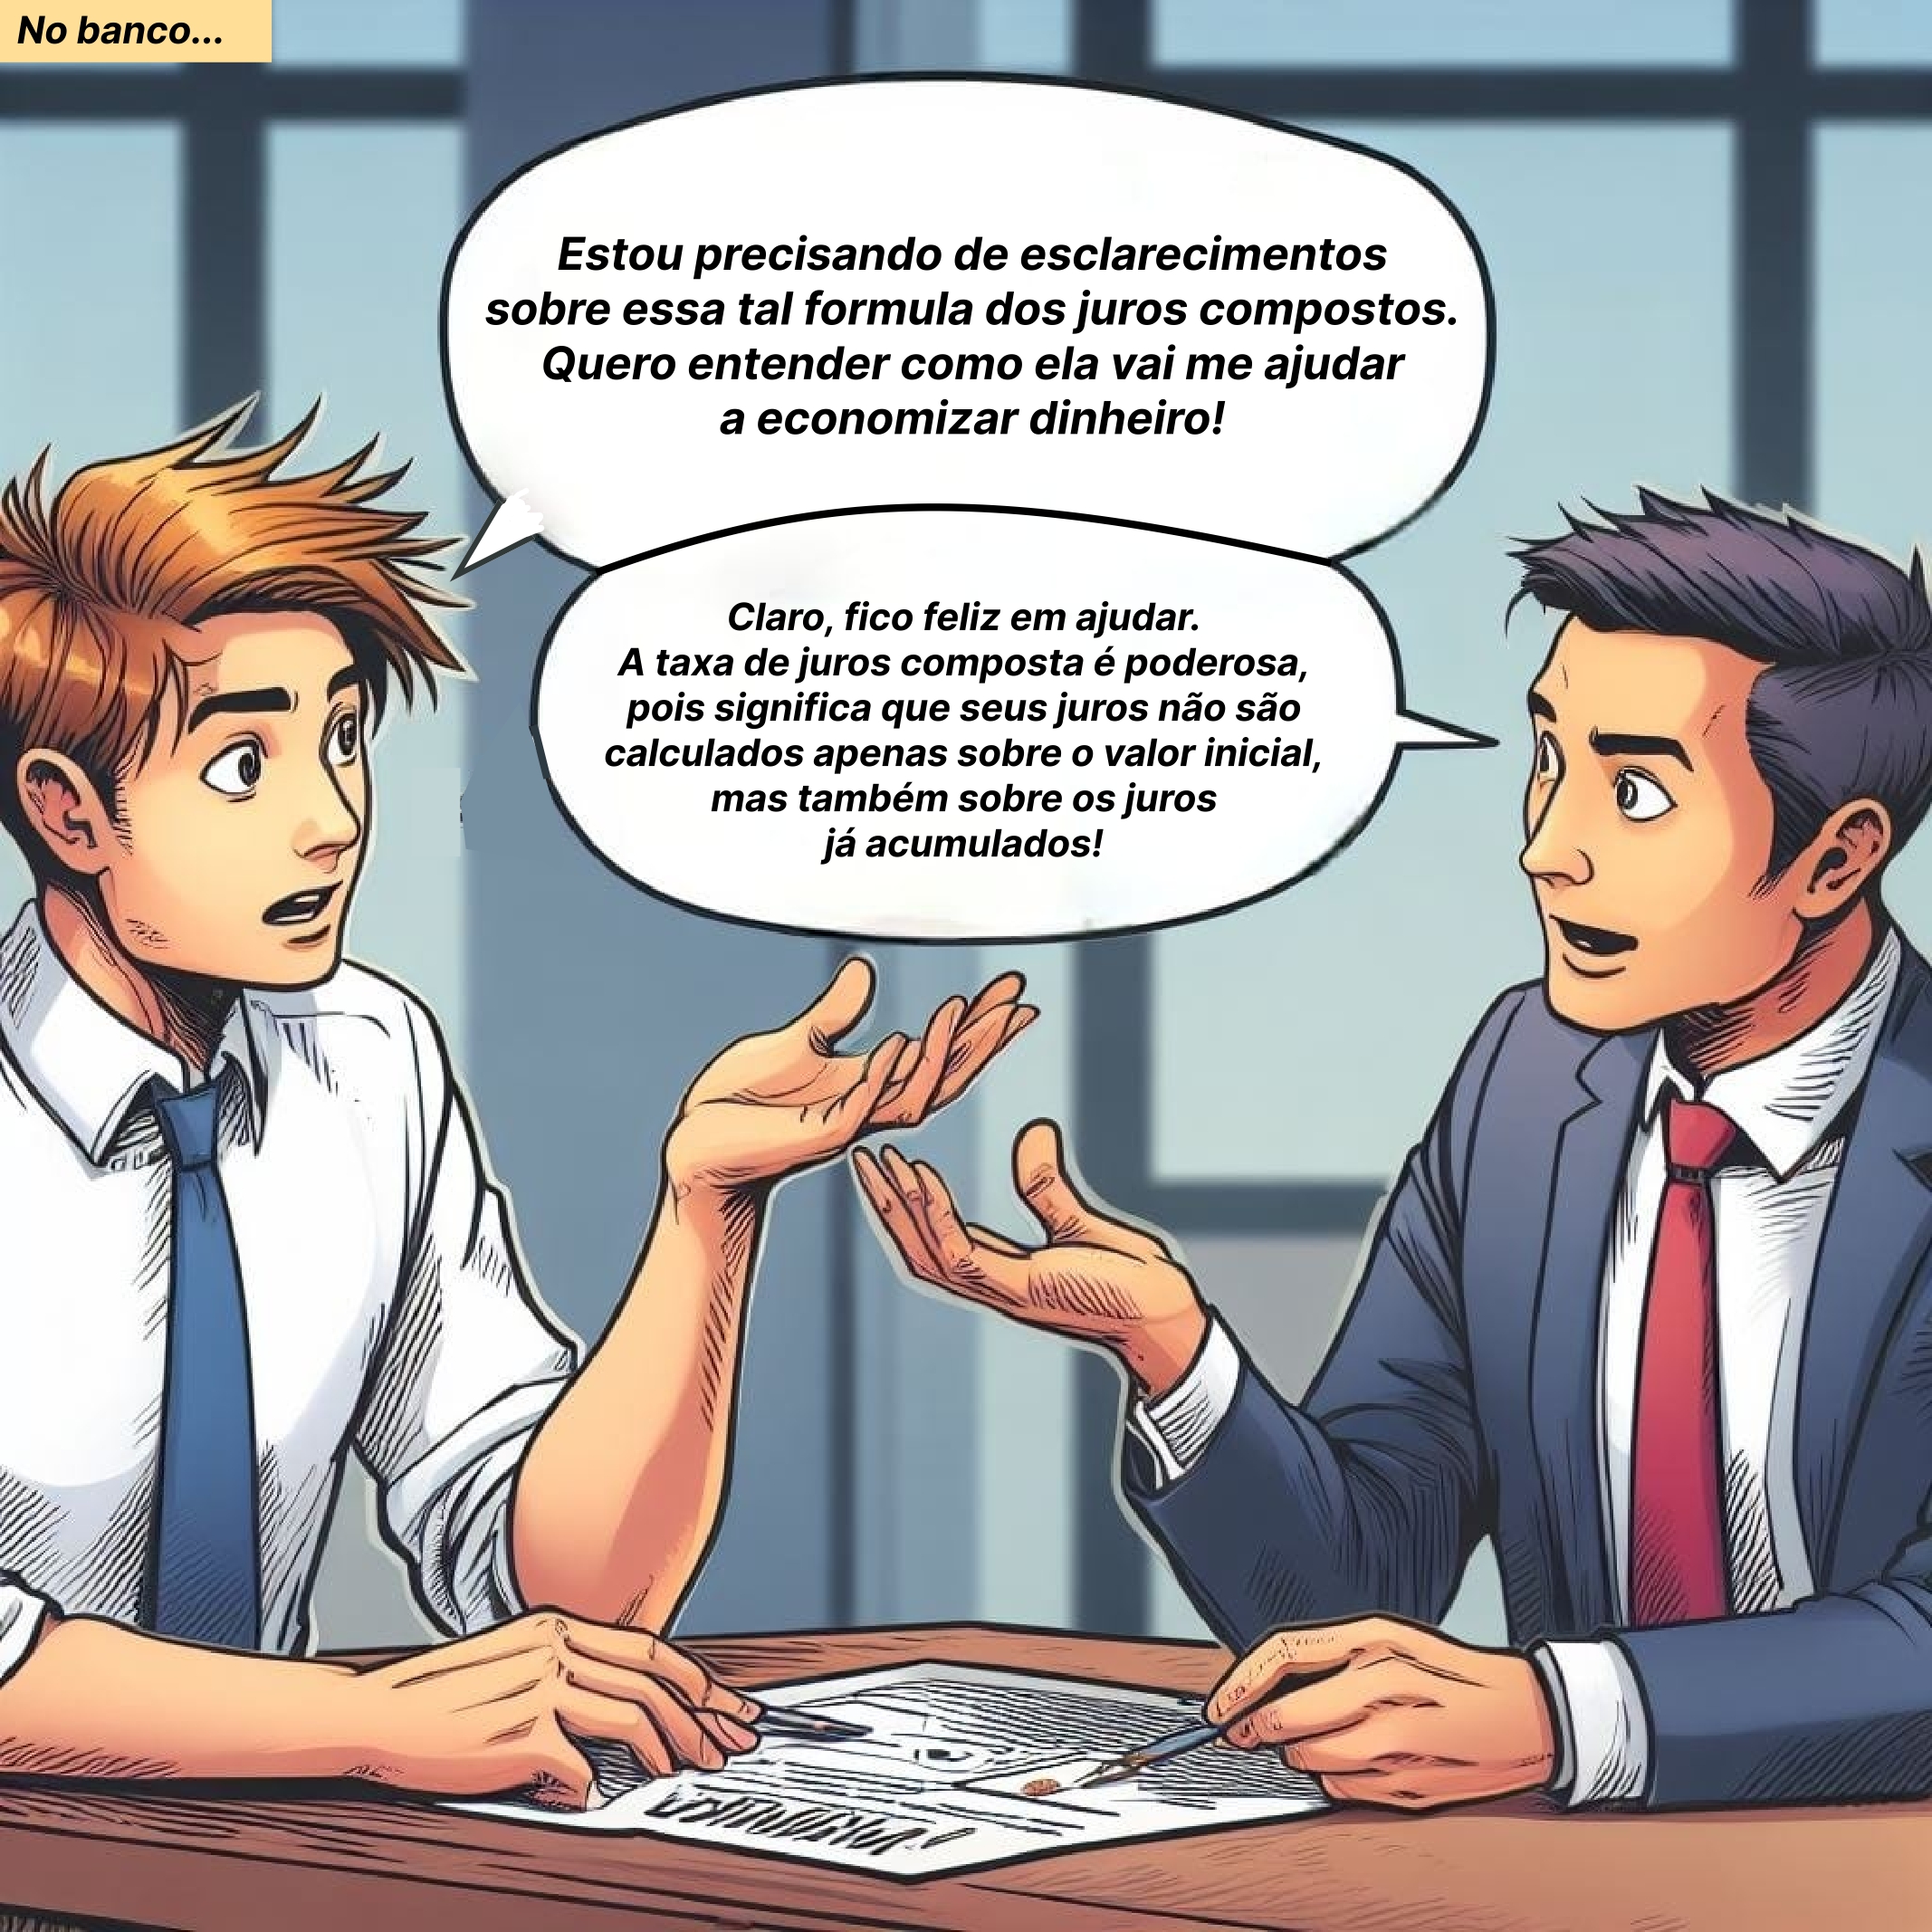 No banco...
Estou precisando de esclarecimentos
sobre essa tal formula dos juros compostos.
Quero entender como ela vai me ajudar
a economizar dinheiro!
Claro, fico feliz em ajudar.
A taxa de juros composta é poderosa,
pois significa que seus juros não são
calculados apenas sobre o valor inicial,
mas também sobre os juros
já acumulados!